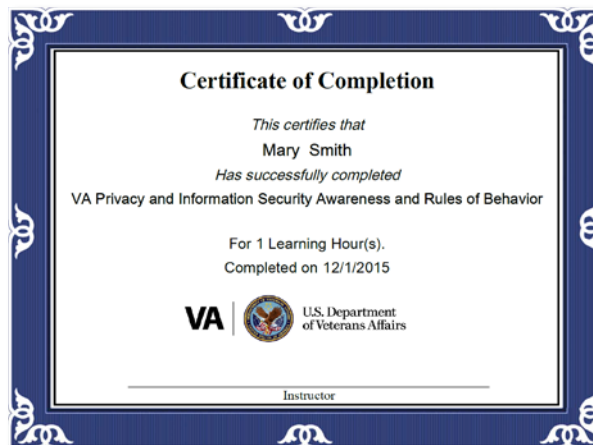 Certificate of Completion
This certifies that
Mary Smith
Has successfully completed
VA Privacy and Information Security Awareness and Rules of Behavior
For 1 Learning Hour(s).
Completed on 12/1/2015
VA
U.S. Department
of Veterans Affairs
Instructor